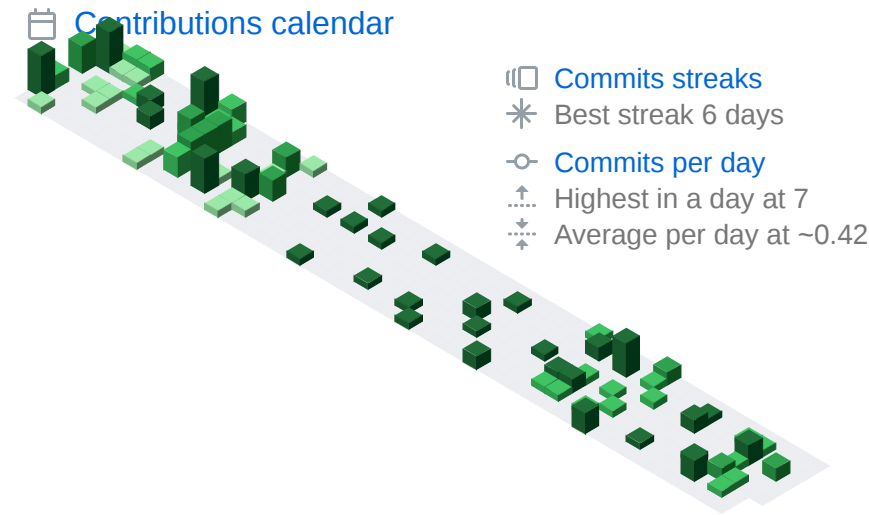 Contributions calendar
Commits streaks
Best streak 6 days
Commits per day
Highest in a day at 7
Average per day at ~0.42